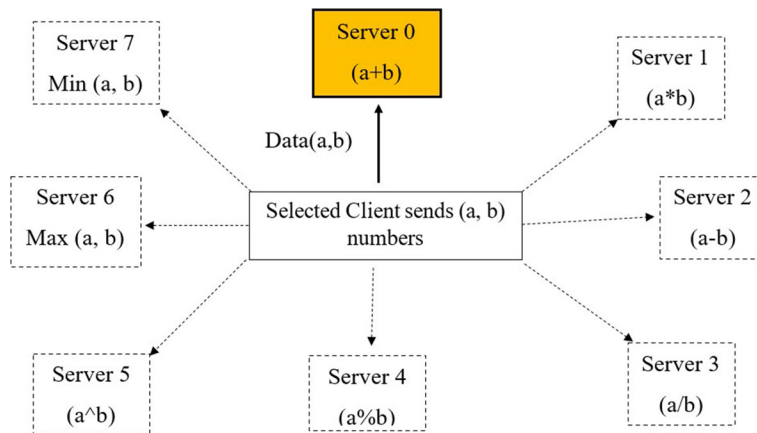 Server 7
Min (a, b)
Server 0
(a+b)
Server 1
(a*b)
Data(a,b)
Server 6
Max (a, b)
Selected Client sends (a, b)
numbers
Server 2
(a-b)
Server 5
(a^b)
Server 4
(a%b)
Server 3
(a/b)